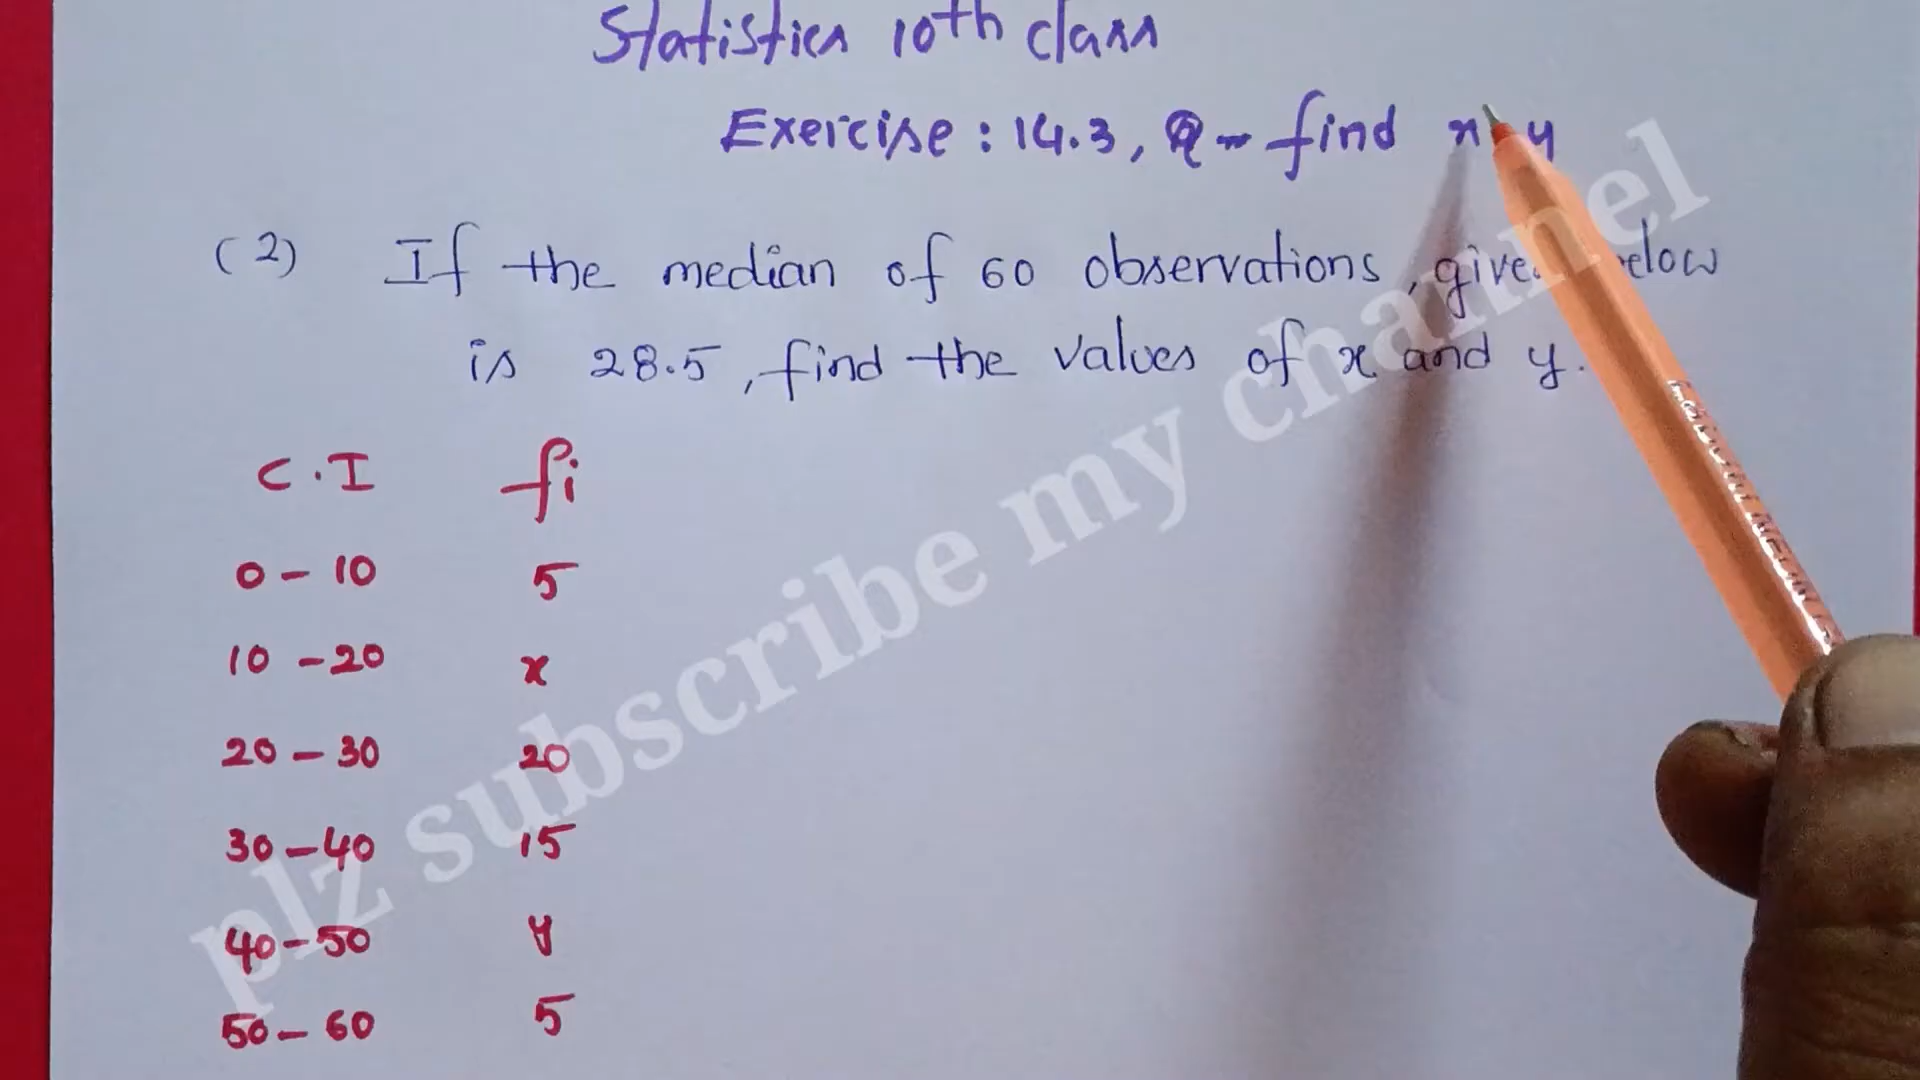 Statistics 10th class
Exercise: 14.3, Q- find x y
(2) If the median of 60 observations, given below
is 28.5, find the values of x and y.
C.I fi
0-10 5
10-20 x
20-30 20
30-40 15
40-50 y
50-60 5
plz subscribe my channel